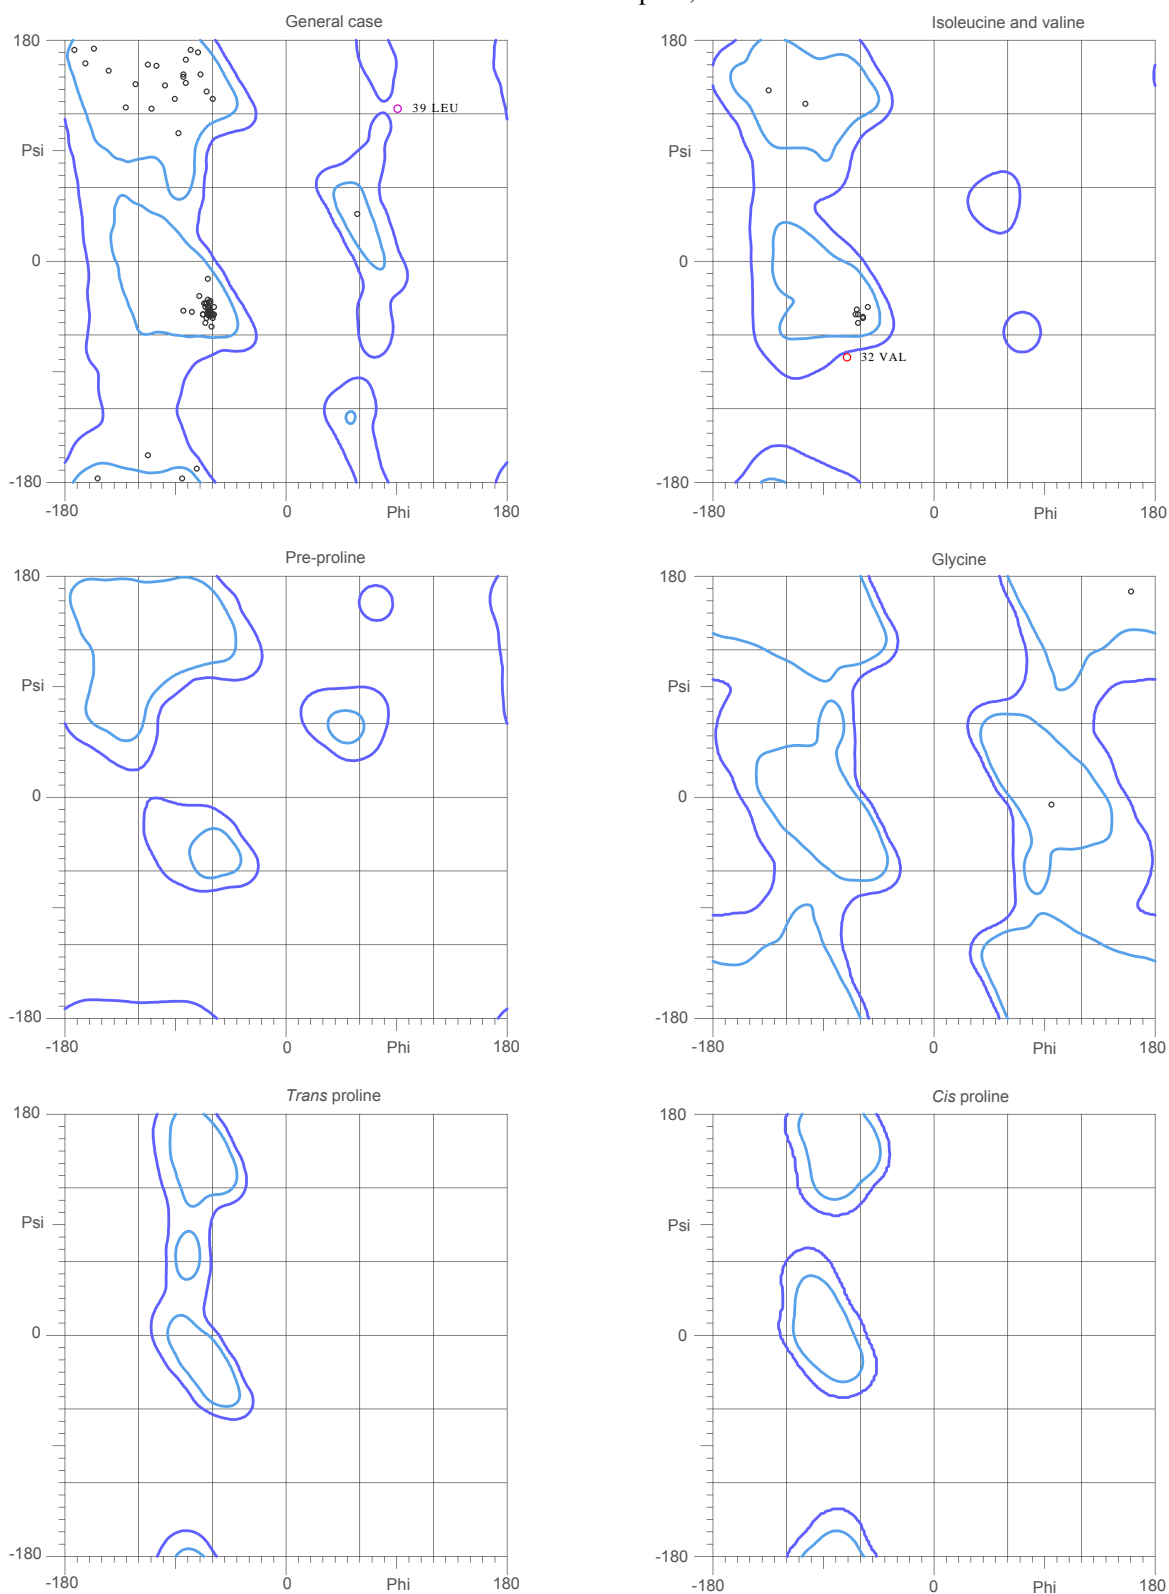 General case
180
Psi
0
-180
-180
0
Phi
180
39 LEU
Isoleucine and valine
180
Psi
0
-180
-180
0
Phi
180
32 VAL
Pre-proline
180
Psi
0
-180
-180
0
Phi
180
Glycine
180
Psi
0
-180
-180
0
Phi
180
Trans proline
180
Psi
0
-180
-180
0
Phi
180
Cis proline
180
Psi
0
-180
-180
0
Phi
180